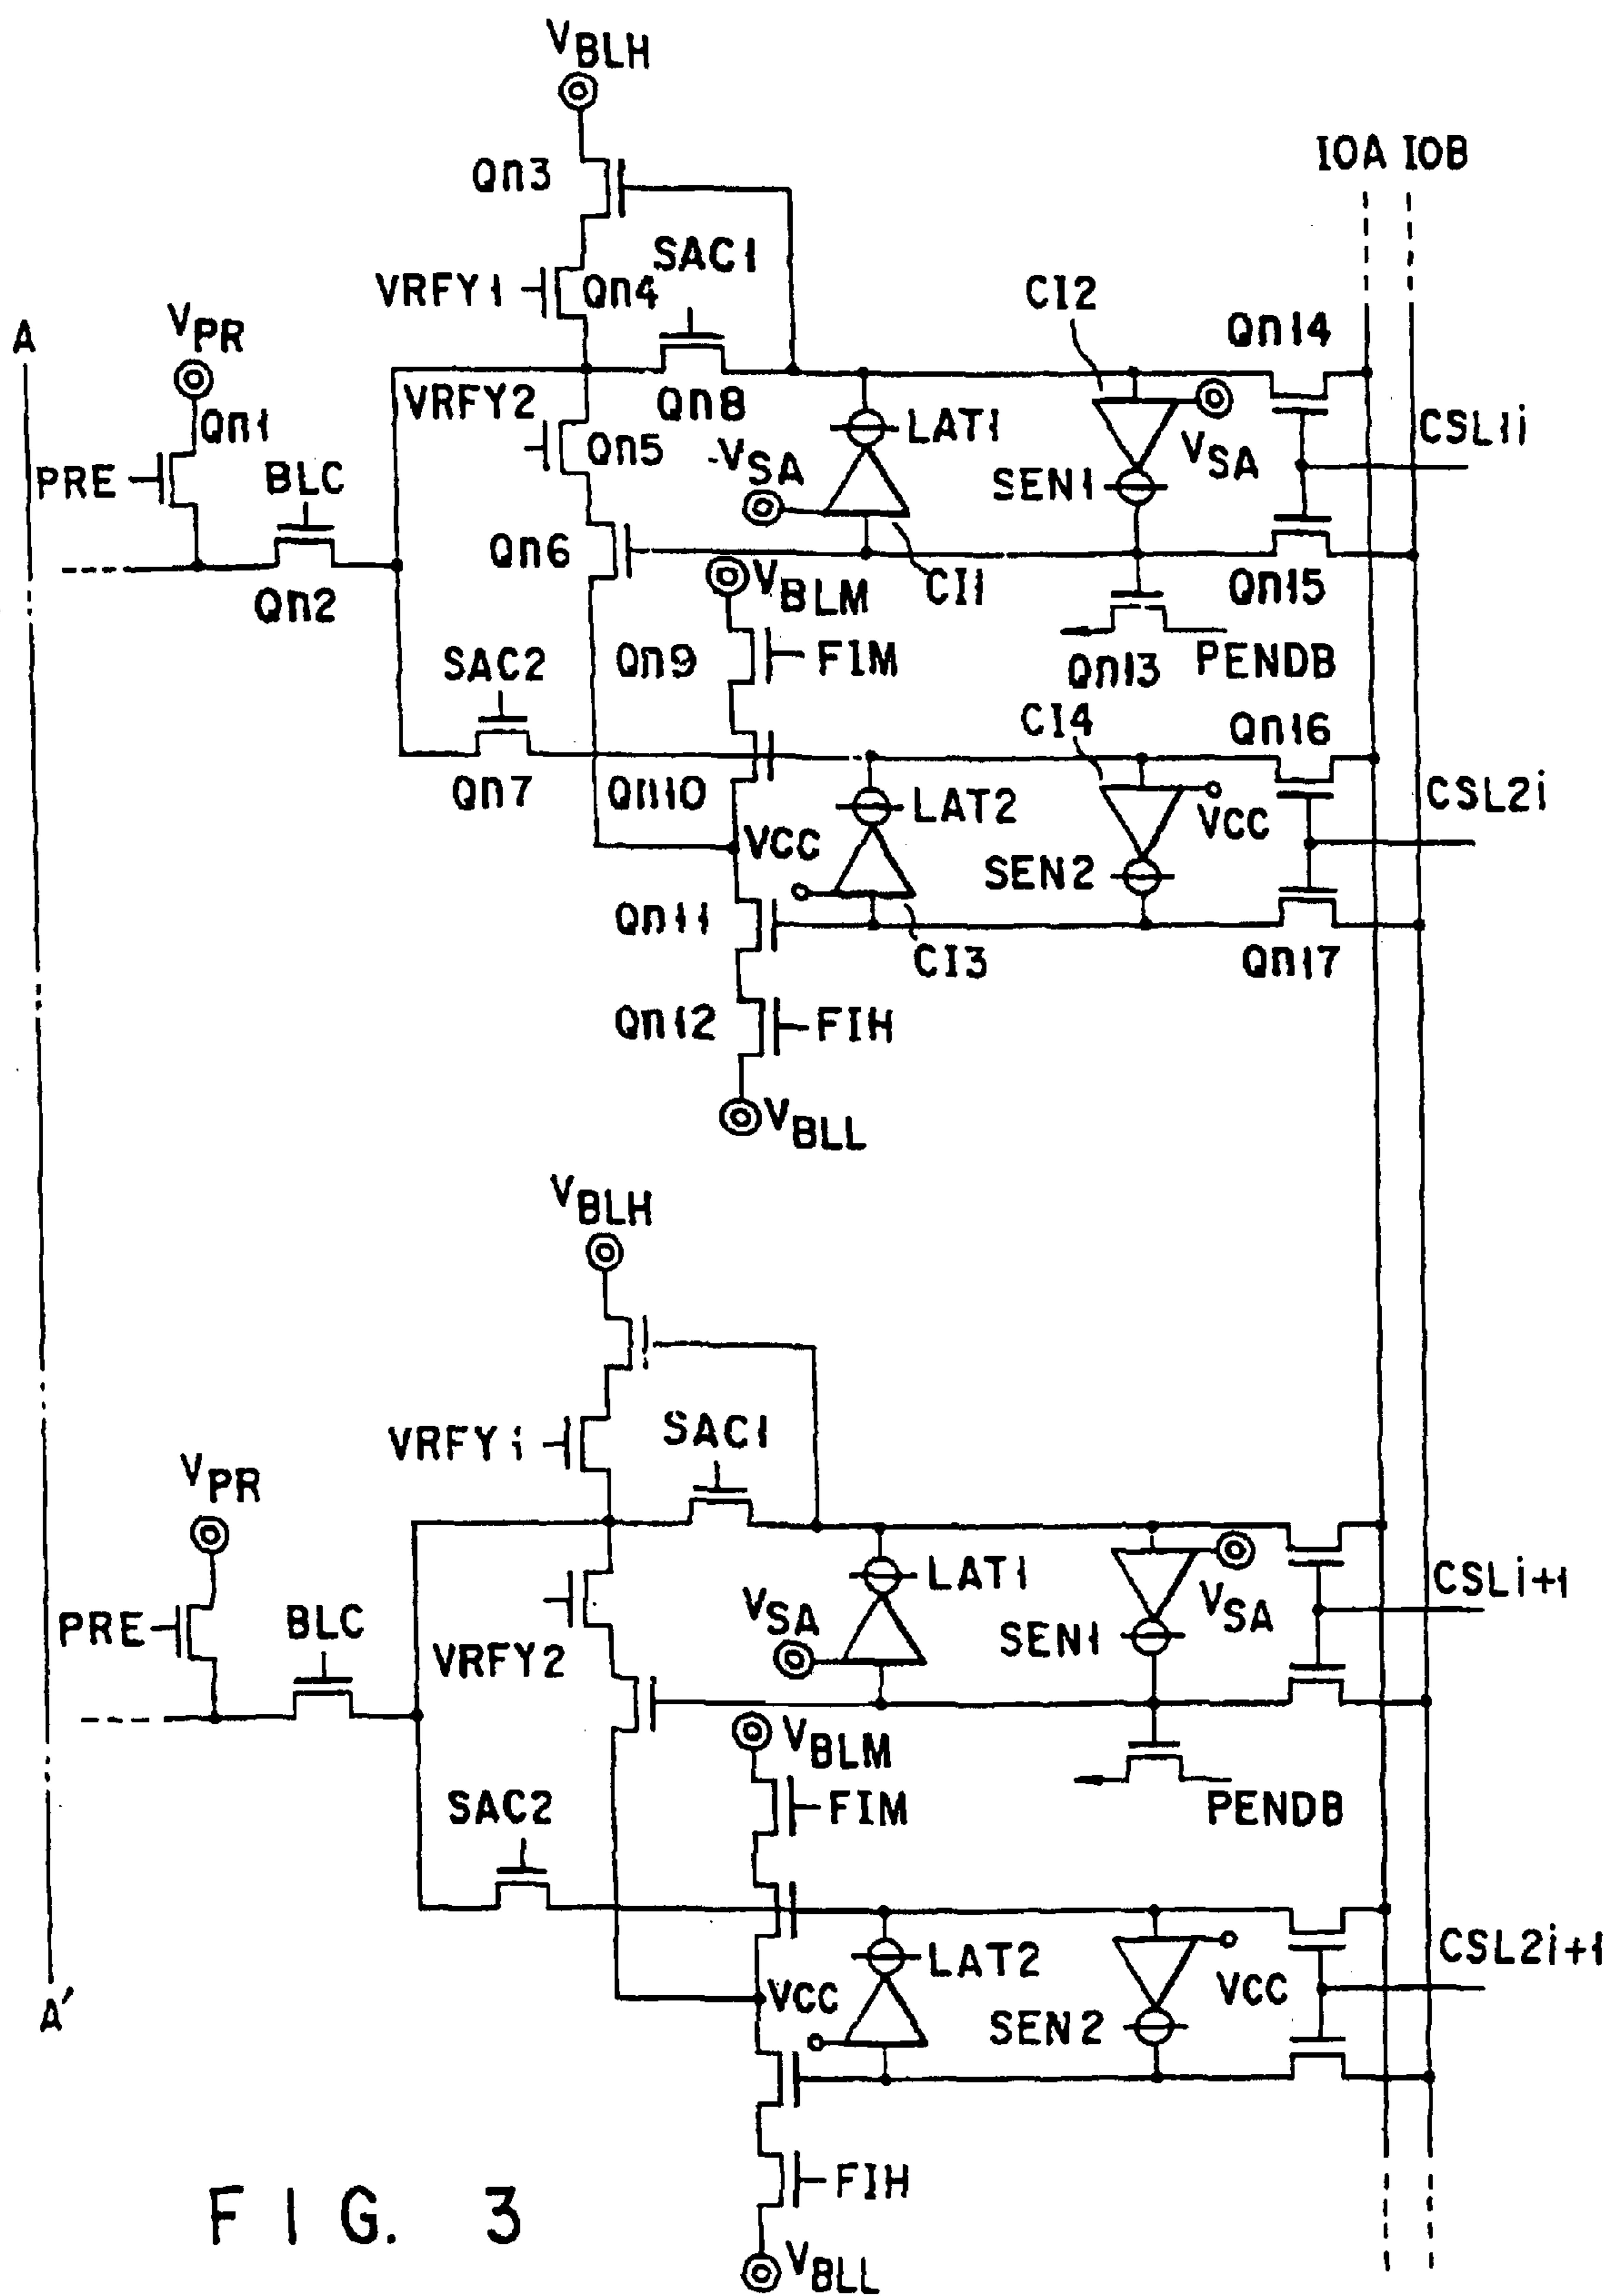 VBLH
IOA IOB
Qn3
SAC1
VRFY1
Qn4
CI2
Qn14
A
VPR
VRFY2
Qn8
Qn1
LAT1
CSL1i
PRE
BLC
Qn5
VSA
VSA
SEN1
Qn6
Qn2
VBLM
CI1
Qn15
SAC2
Qn9
FIM
Qn13
PENDB
CI4
Qn16
Qn7
Qn10
LAT2
VCC
CSL2i
VCC
SEN2
Qn11
CI3
Qn17
Qn12
FIH
VBLL
VBLH
VRFYi
SAC1
VPR
LAT1
CSLi+1
PRE
BLC
VSA
VSA
SEN1
VRFY2
VBLM
SAC2
FIM
PENDB
LAT2
CSL2i+1
VCC
VCC
A'
SEN2
FIH
FIG. 3
VBLL